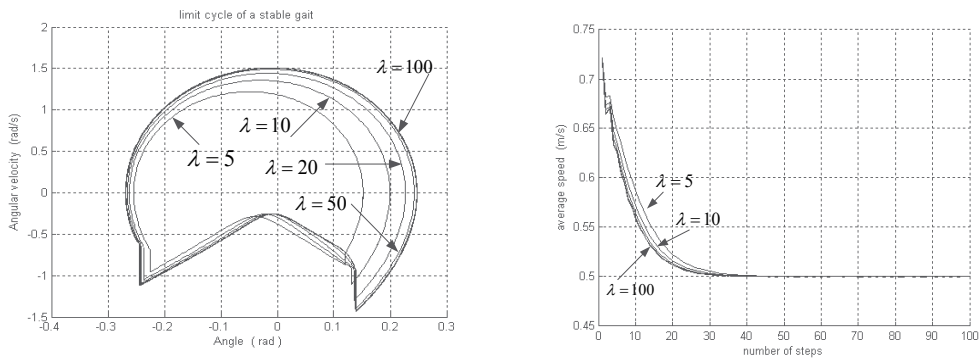 limit cycle of a stable gait
2
1.5
1
0.5
0
-0.5
-1
-1.5
-0.4 -0.3 -0.2 -0.1 0 0.1 0.2 0.3 0.4
Angle ( rad )
Angular velocity (rad/s)
λ=100
λ=10
λ=5
λ=20
λ=50
0.75
0.7
0.65
0.6
0.55
0.5
0.45
0 10 20 30 40 50 60 70 80 90 100
number of steps
average speed (m/s)
λ=5
λ=10
λ=100